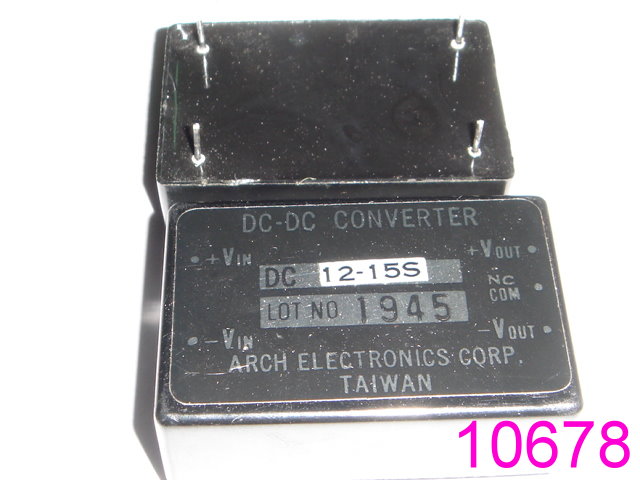 DC-DC CONVERTER
+VIN
+VOUT
DC 12-15S
NC
COM
LOT NO 1945
-VIN
-VOUT
ARCH ELECTRONICS CORP.
TAIWAN
10678